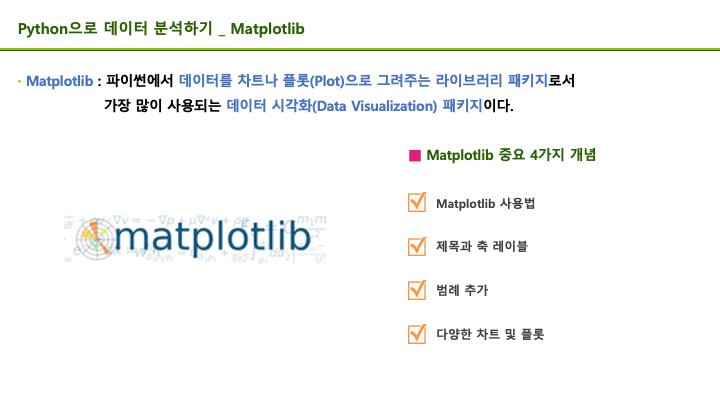 Python으로 데이터 분석하기 _ Matplotlib
· Matplotlib : 파이썬에서 데이터를 차트나 플롯(Plot)으로 그려주는 라이브러리 패키지로서
가장 많이 사용되는 데이터 시각화(Data Visualization) 패키지이다.
■ Matplotlib 중요 4가지 개념
matplotlib
Matplotlib 사용법
제목과 축 레이블
범례 추가
다양한 차트 및 플롯